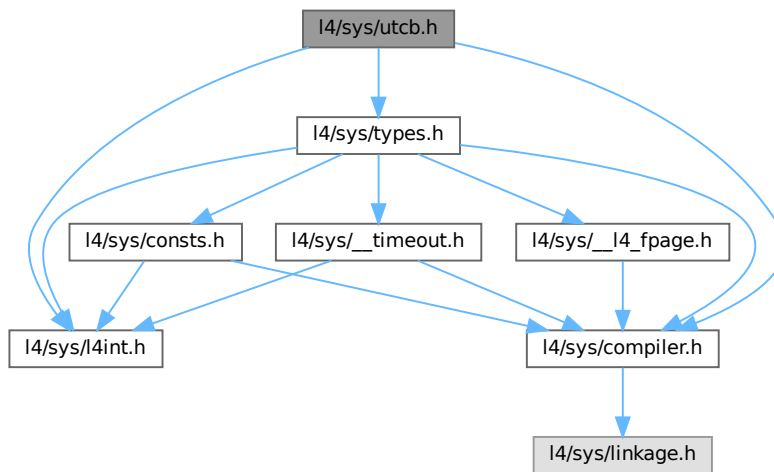 l4/sys/utcb.h
l4/sys/types.h
l4/sys/consts.h
l4/sys/__timeout.h
l4/sys/__l4_fpage.h
l4/sys/l4int.h
l4/sys/compiler.h
l4/sys/linkage.h